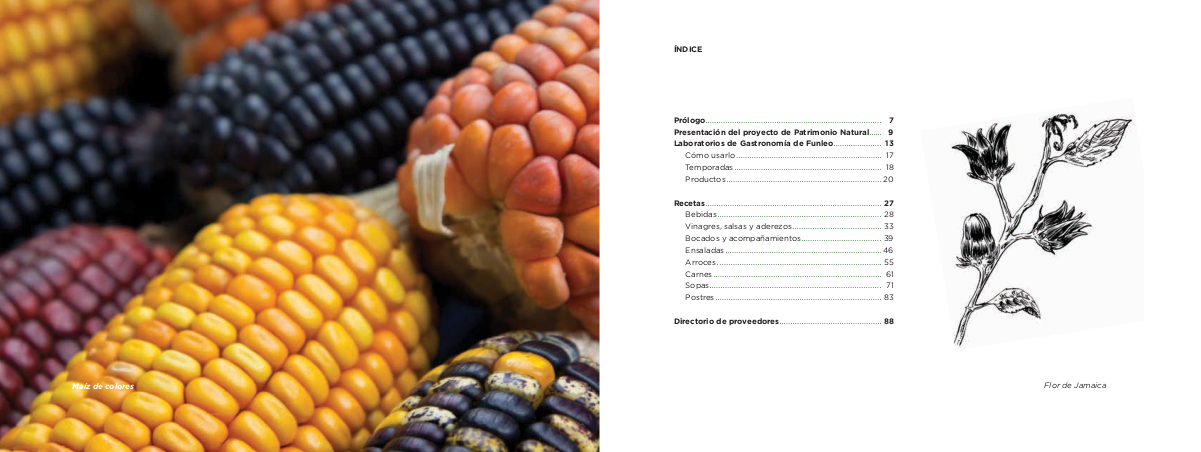 Maíz de colores
ÍNDICE
Prólogo 7
Presentación del proyecto de Patrimonio Natural 9
Laboratorios de Gastronomía de Funleo 13
Cómo usarlo 17
Temporadas 18
Productos 20
Recetas 27
Bebidas 28
Vinagres, salsas y aderezos 33
Bocados y acompañamientos 39
Ensaladas 46
Arroces 55
Carnes 61
Sopas 71
Postres 83
Directorio de proveedores 88
Flor de Jamaica